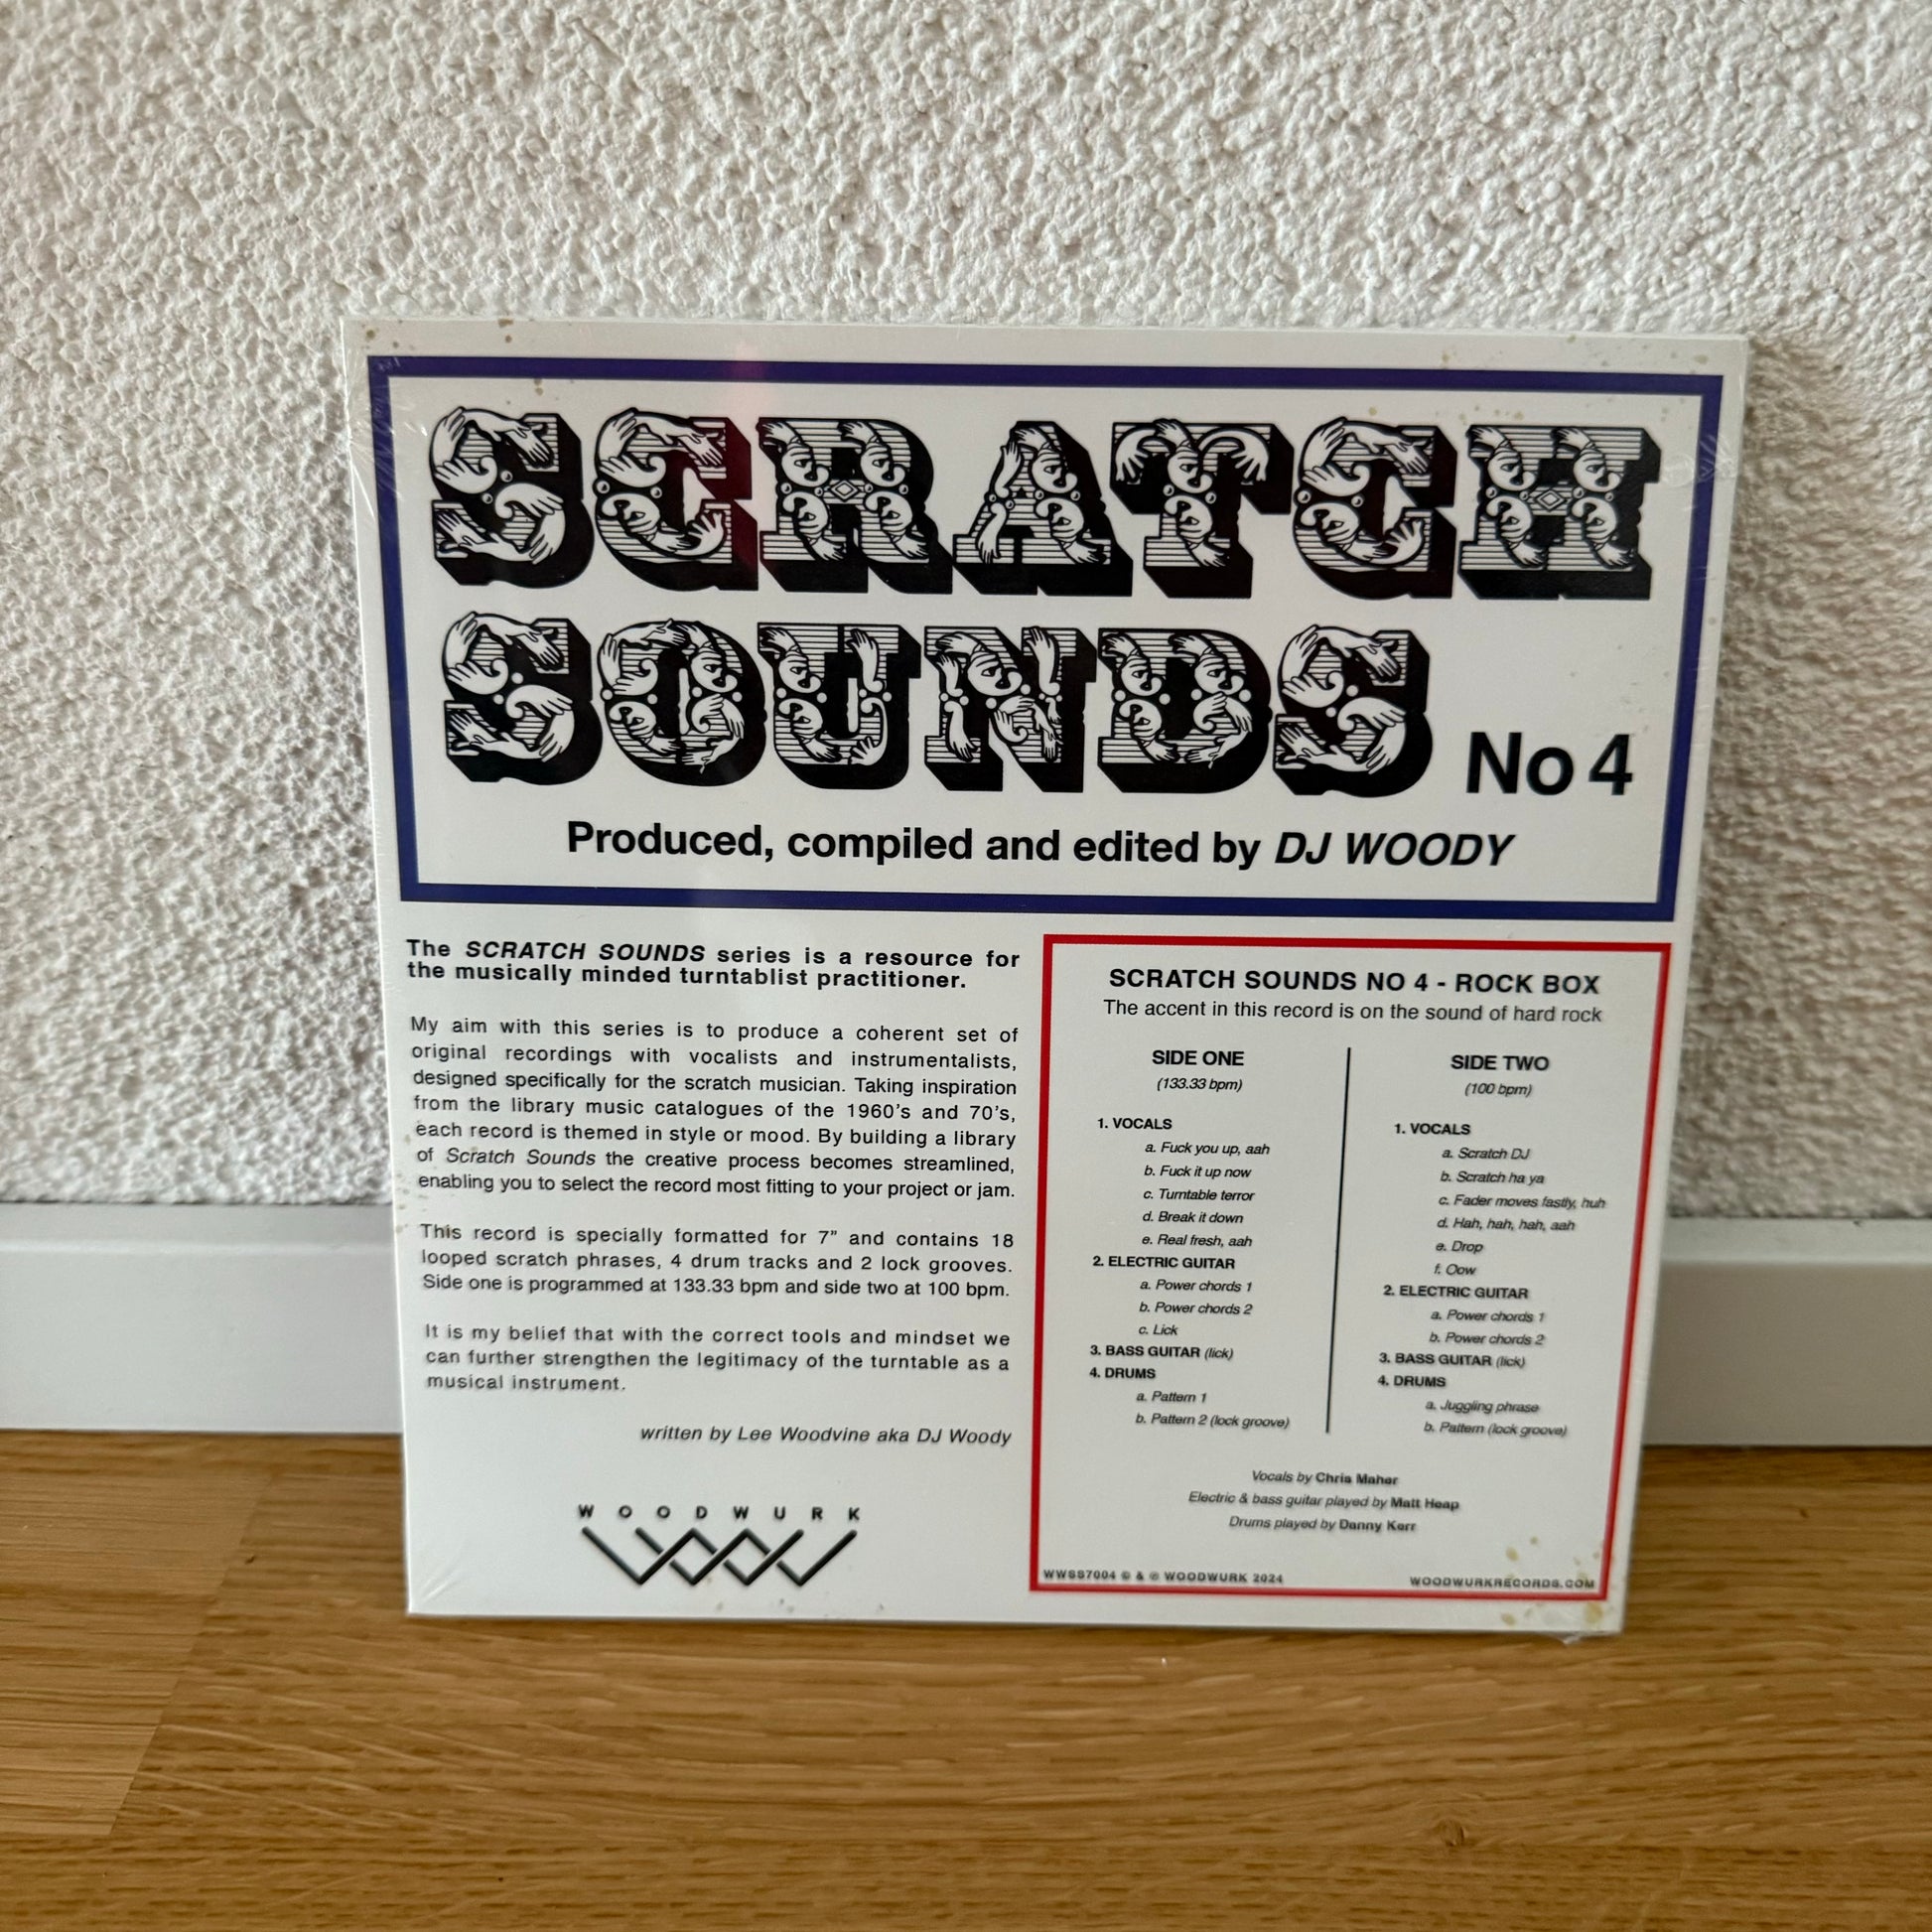 SCRATCH
SOUNDS No 4
Produced, compiled and edited by DJ WOODY
The SCRATCH SOUNDS series is a resource for
the musically minded turntablist practitioner.
My aim with this series is to produce a coherent set of
original recordings with vocalists and instrumentalists,
designed specifically for the scratch musician. Taking inspiration
from the library music catalogues of the 1960's and 70's,
each record is themed in style or mood. By building a library
of Scratch Sounds the creative process becomes streamlined,
enabling you to select the record most fitting to your project or jam.
This record is specially formatted for 7” and contains 18
looped scratch phrases, 4 drum tracks and 2 lock grooves.
Side one is programmed at 133.33 bpm and side two at 100 bpm.
It is my belief that with the correct tools and mindset we
can further strengthen the legitimacy of the turntable as a
musical instrument.
written by Lee Woodvine aka DJ Woody
WOODWURK
SCRATCH SOUNDS NO 4 - ROCK BOX
The accent in this record is on the sound of hard rock
SIDE ONE
(133.33 bpm)
1. VOCALS
a. Fuck you up, aah
b. Fuck it up now
c. Turntable terror
d. Break it down
e. Real fresh, aah
2. ELECTRIC GUITAR
a. Power chords 1
b. Power chords 2
c. Lick
3. BASS GUITAR (lick)
4. DRUMS
a. Pattern 1
b. Pattern 2 (lock groove)
SIDE TWO
(100 bpm)
1. VOCALS
a. Scratch DJ
b. Scratch ha ya
c. Fader moves fastly, huh
d. Hah, hah, hah, aah
e. Drop
f. Oow
2. ELECTRIC GUITAR
a. Power chords 1
b. Power chords 2
3. BASS GUITAR (lick)
4. DRUMS
a. Juggling phrase
b. Pattern (lock groove)
Vocals by Chris Maher
Electric & bass guitar played by Matt Heap
Drums played by Danny Kerr
WWSS7004 © & ℗ WOODWURK 2024
WOODWURKRECORDS.COM